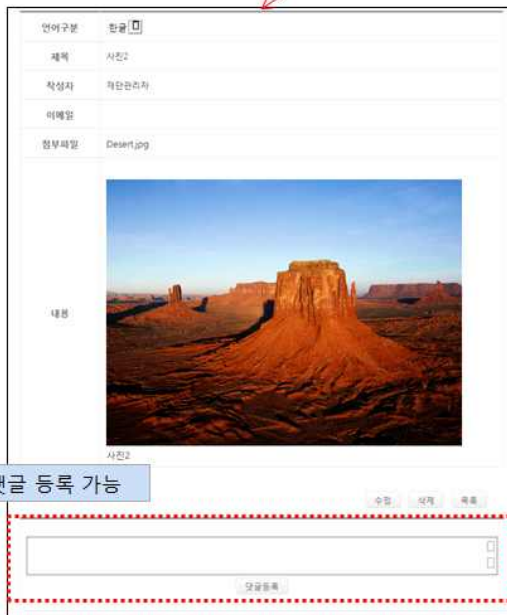 언어구분 한글
제목 사진2
작성자 재단관리자
이메일
첨부파일 Desert.jpg
내용
사진2
댓글 등록 가능
수정 삭제 목록
댓글등록